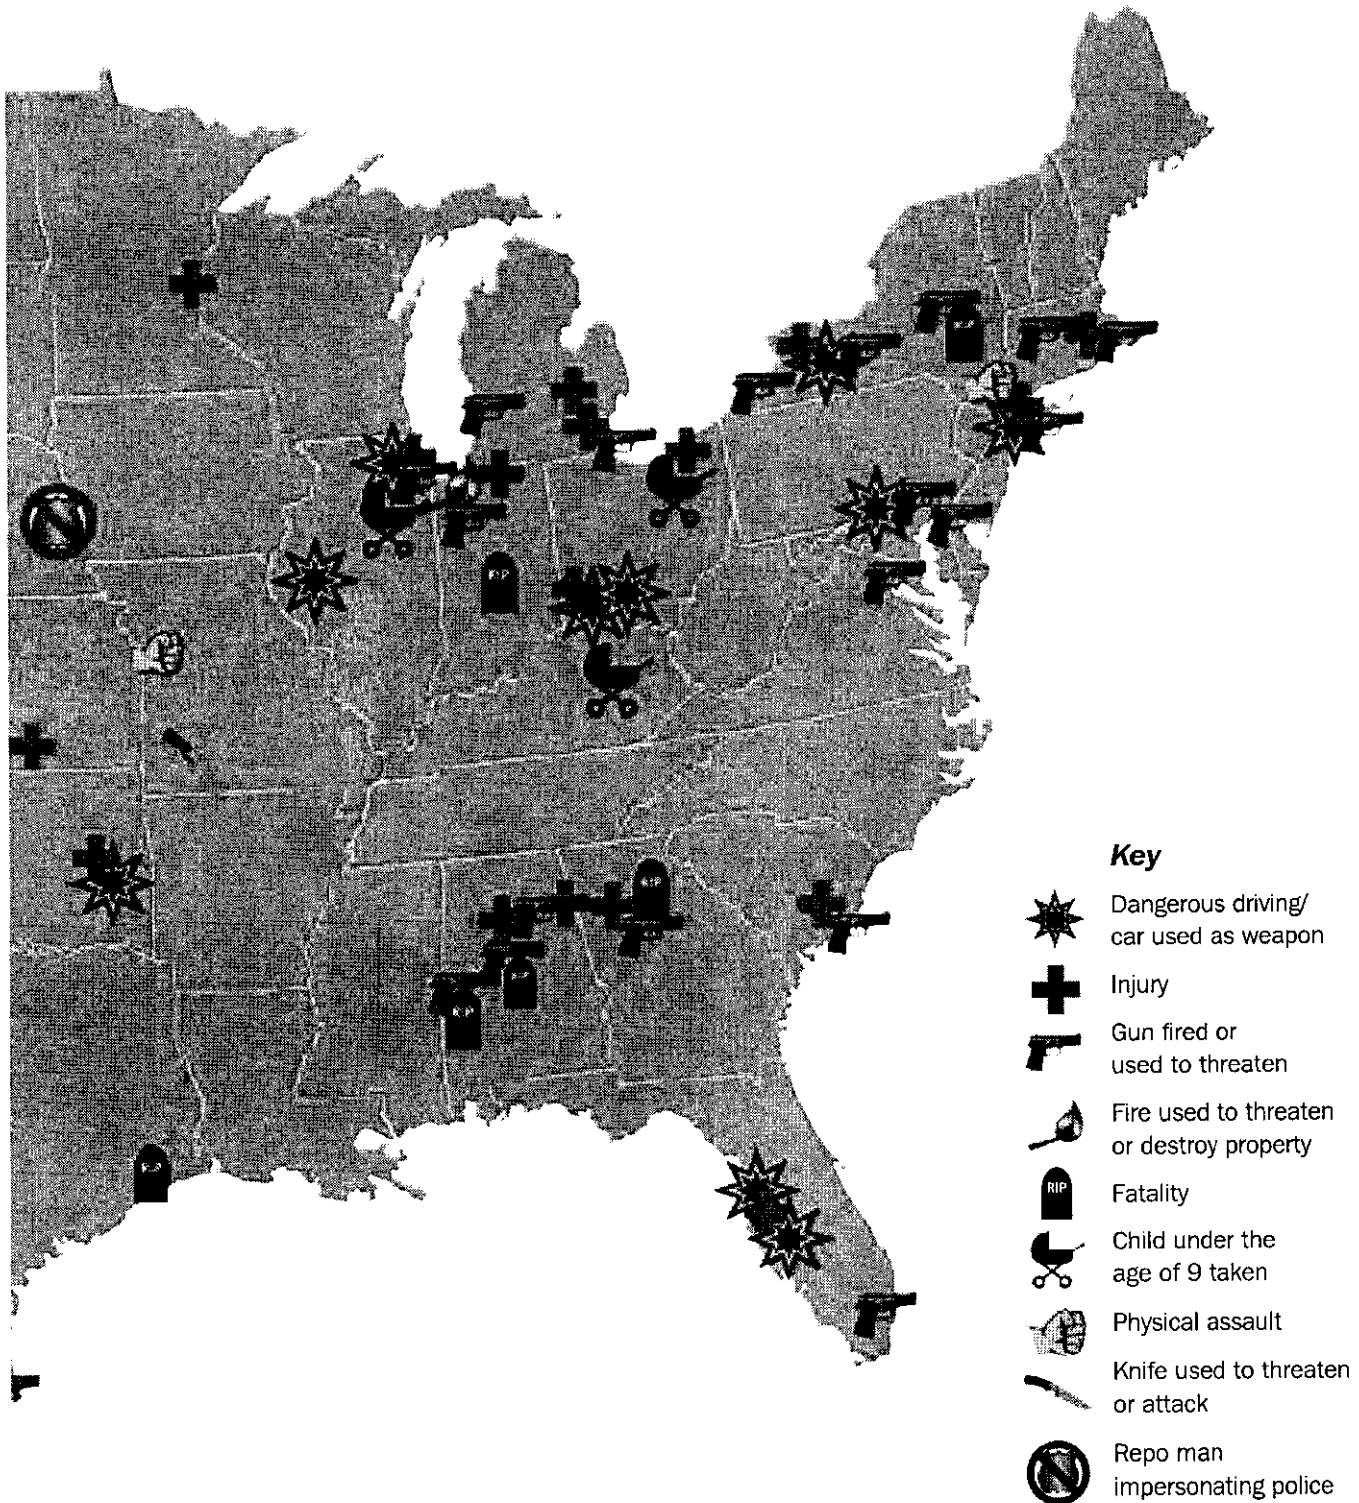 Key
Dangerous driving/
car used as weapon
Injury
Gun fired or
used to threaten
Fire used to threaten
or destroy property
RIP
Fatality
Child under the
age of 9 taken
Physical assault
Knife used to threaten
or attack
Repo man
impersonating police